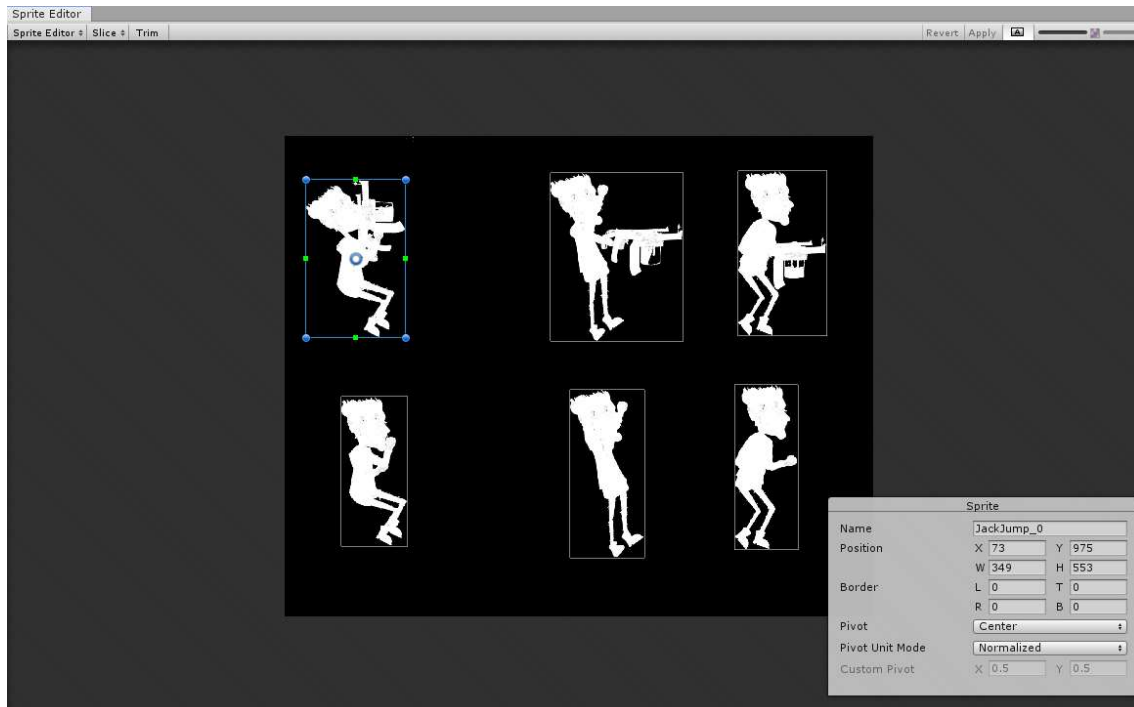 Sprite Editor
Sprite Editor Slice Trim Revert Apply
Sprite
Name JackJump_0
Position X 73 Y 975
W 349 H 553
Border L 0 T 0
R 0 B 0
Pivot Center
Pivot Unit Mode Normalized
Custom Pivot X 0.5 Y 0.5